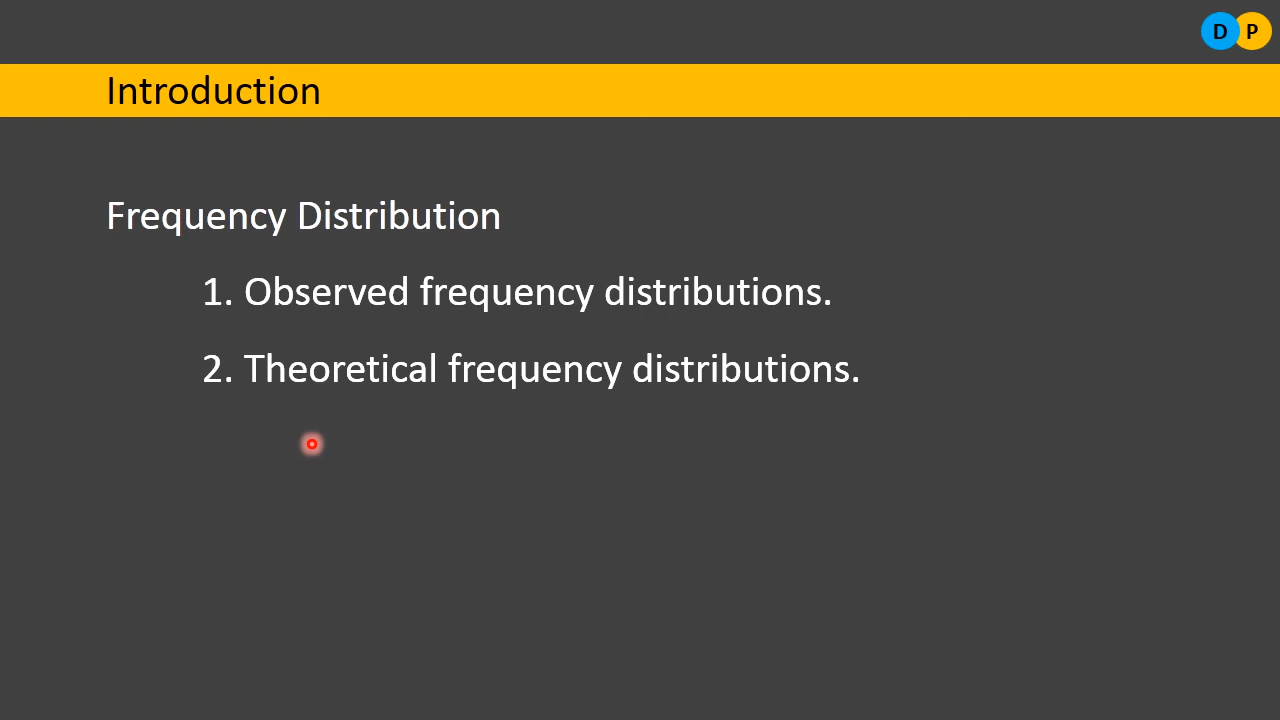 D P
Introduction
Frequency Distribution
1. Observed frequency distributions.
2. Theoretical frequency distributions.